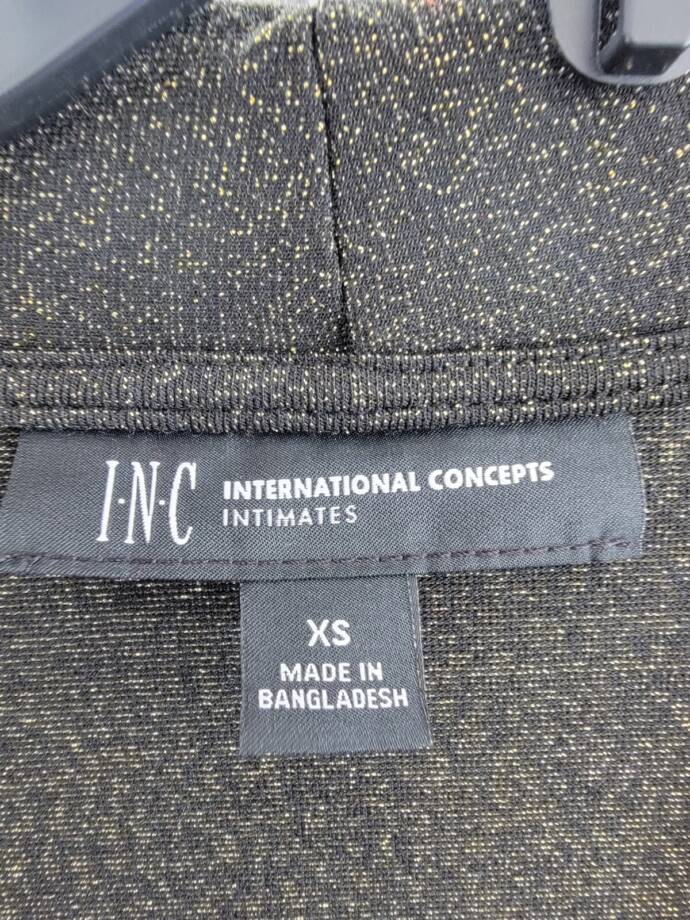 I·N·C INTERNATIONAL CONCEPTS
INTIMATES
XS
MADE IN
BANGLADESH